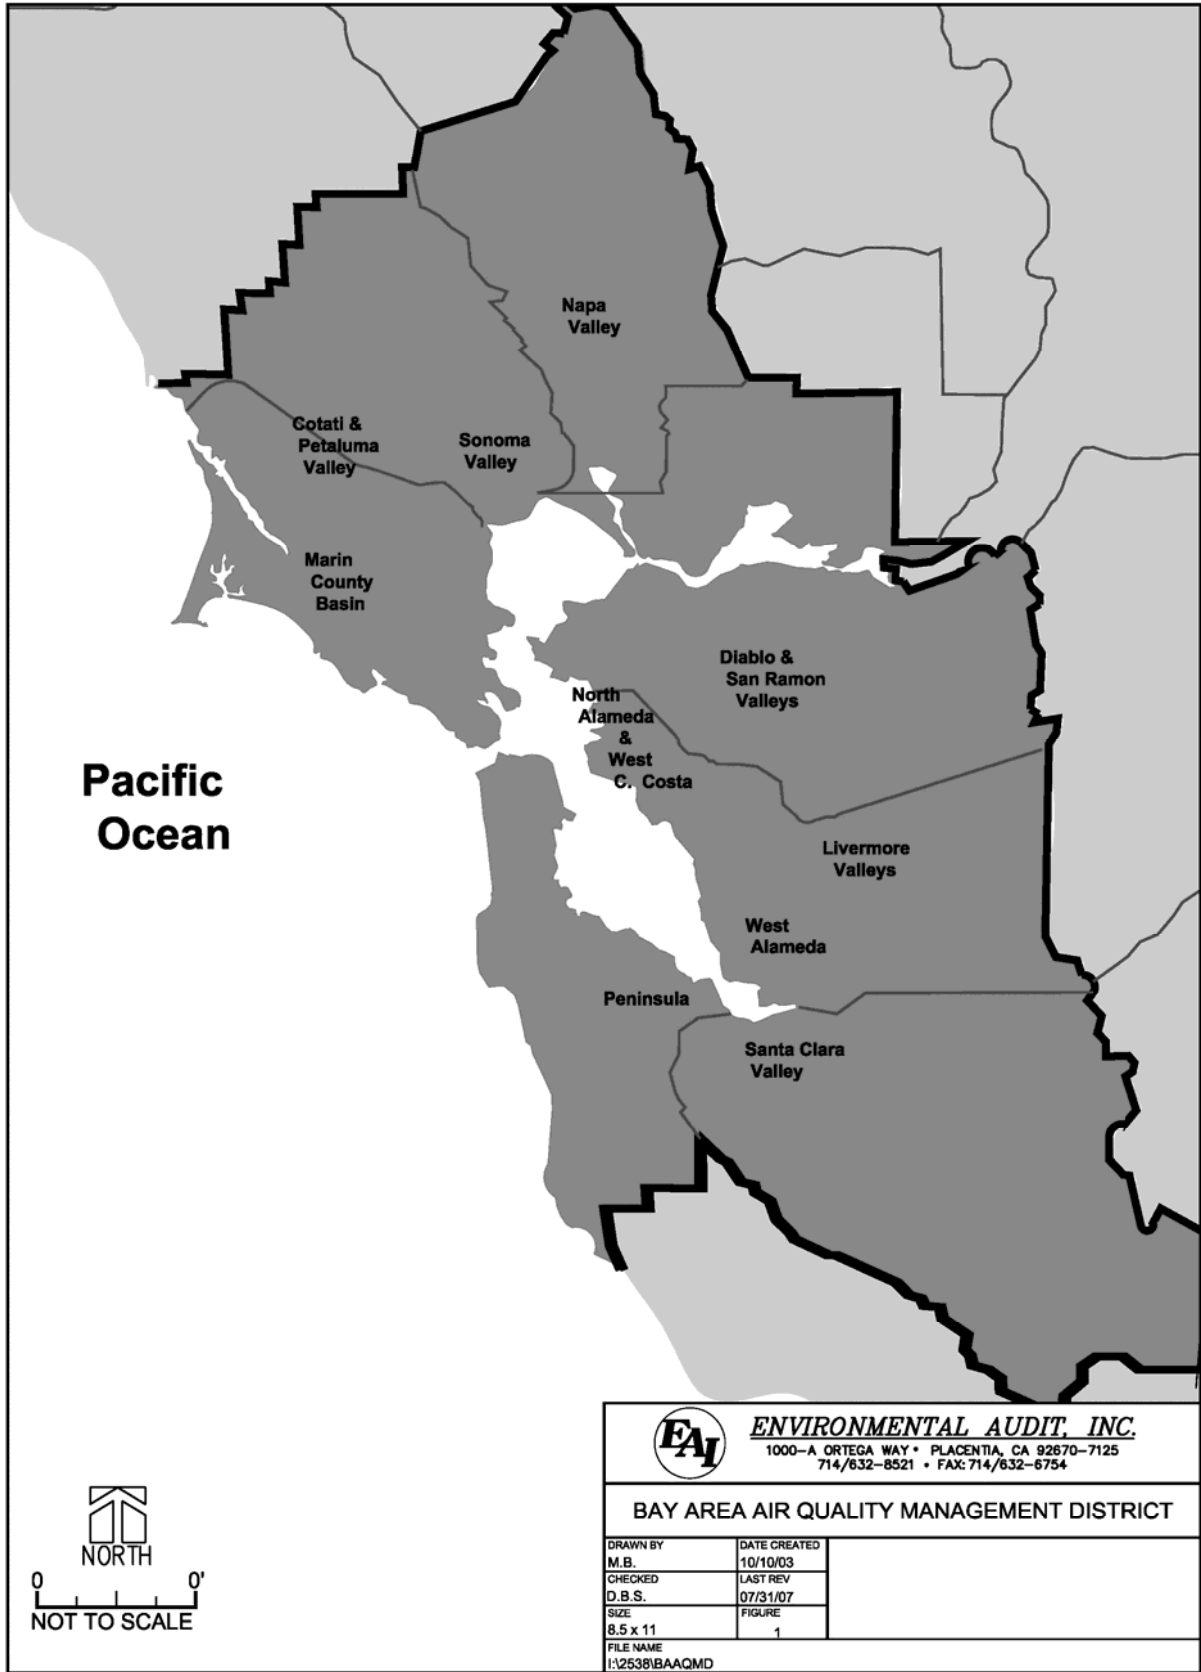 Napa
Valley
Cotati &
Petaluma
Valley
Sonoma
Valley
Marin
County
Basin
Diablo &
San Ramon
Valleys
North
Alameda
&
West
C. Costa
Pacific
Ocean
Livermore
Valleys
West
Alameda
Peninsula
Santa Clara
Valley
EAI
ENVIRONMENTAL AUDIT, INC.
1000-A ORTEGA WAY • PLACENTIA, CA 92670-7125
714/632-8521 • FAX: 714/632-6754
BAY AREA AIR QUALITY MANAGEMENT DISTRICT
DRAWN BY
M.B.
DATE CREATED
10/10/03
CHECKED
D.B.S.
LAST REV
07/31/07
SIZE
8.5 x 11
FIGURE
1
FILE NAME
I:\2538\BAAQMD
NORTH
0 0'
NOT TO SCALE